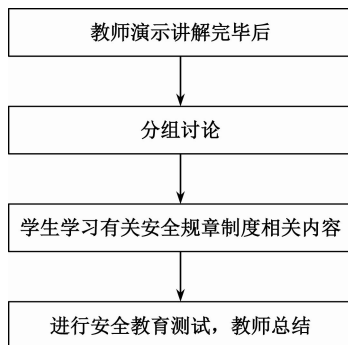 教师演示讲解完毕后
分组讨论
学生学习有关安全规章制度相关内容
进行安全教育测试，教师总结